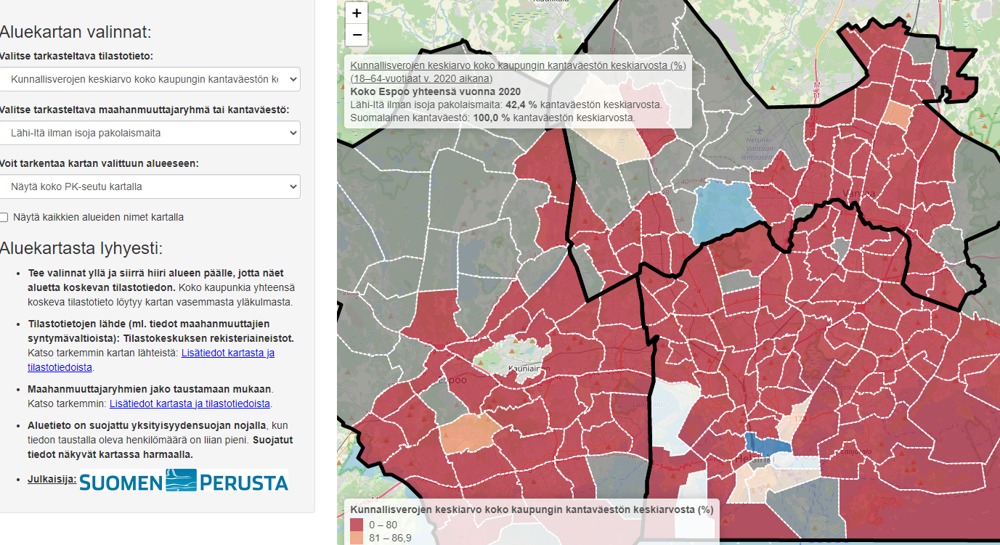 Aluekartan valinnat:
Valitse tarkasteltava tilastotieto:
Kunnallisverojen keskiarvo koko kaupungin kantaväestön ke
Valitse tarkasteltava maahanmuuttajaryhmä tai kantaväestö:
Lähi-Itä ilman isoja pakolaismaita
Voit tarkentaa kartan valittuun alueeseen:
Näytä koko PK-seutu kartalla
Näytä kaikkien alueiden nimet kartalla
Aluekartasta lyhyesti:
• Tee valinnat yllä ja siirrä hiiri alueen päälle, jotta näet
aluetta koskevan tilastotiedon. Koko kaupunkia yhteensä
koskeva tilastotieto löytyy kartan vasemmasta yläkulmasta.
• Tilastotietojen lähde (ml. tiedot maahanmuuttajien
syntymävaltioista): Tilastokeskuksen rekisteriaineistot.
Katso tarkemmin kartan lähteistä: Lisätiedot kartasta ja
tilastotiedoista.
• Maahanmuuttajaryhmien jako taustamaan mukaan.
Katso tarkemmin: Lisätiedot kartasta ja tilastotiedoista.
• Aluetieto on suojattu yksityisyydensuojan nojalla, kun
tiedon taustalla oleva henkilömäärä on liian pieni. Suojatut
tiedot näkyvät kartassa harmaalla.
• Julkaisija: SUOMEN PERUSTA
+
−
Kunnallisverojen keskiarvo koko kaupungin kantaväestön keskiarvosta (%)
(18–64-vuotiaat v. 2020 aikana)
Koko Espoo yhteensä vuonna 2020
Lähi-Itä ilman isoja pakolaismaita: 42,4 % kantaväestön keskiarvosta.
Suomalainen kantaväestö: 100,0 % kantaväestön keskiarvosta.
11
11
Helsinki-
Vantaan
lentoasema
Vantaa
Kauniainen
Espoo
170
Helsinki
Laajasalo
Kunnallisverojen keskiarvo koko kaupungin kantaväestön keskiarvosta (%)
0 – 80
81 – 86,9